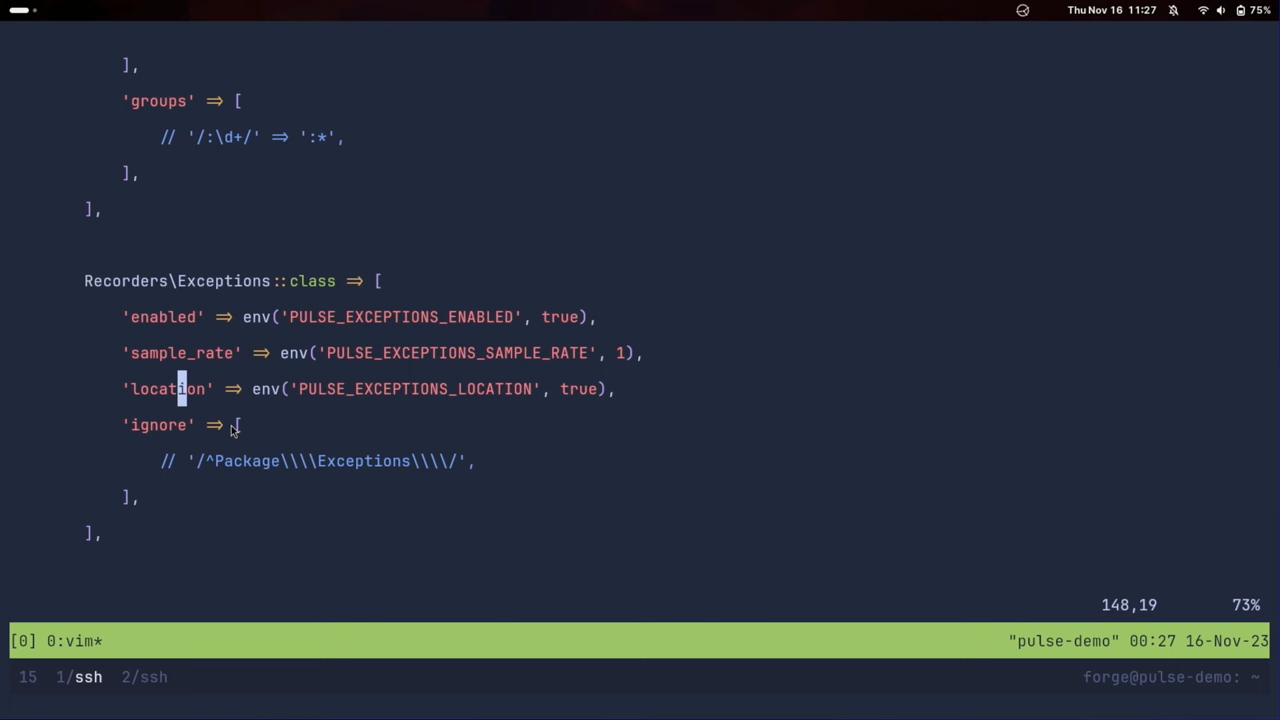 Thu Nov 16 11:27 75%
],
'groups' => [
// '/:\d+/' => ':*',
],
],
Recorders\Exceptions::class => [
'enabled' => env('PULSE_EXCEPTIONS_ENABLED', true),
'sample_rate' => env('PULSE_EXCEPTIONS_SAMPLE_RATE', 1),
'location' => env('PULSE_EXCEPTIONS_LOCATION', true),
'ignore' => [
// '/^Package\\\\Exceptions\\\\/',
],
],
148,19 73%
[0] 0:vim* "pulse-demo" 00:27 16-Nov-23
15 1/ssh 2/ssh forge@pulse-demo: ~